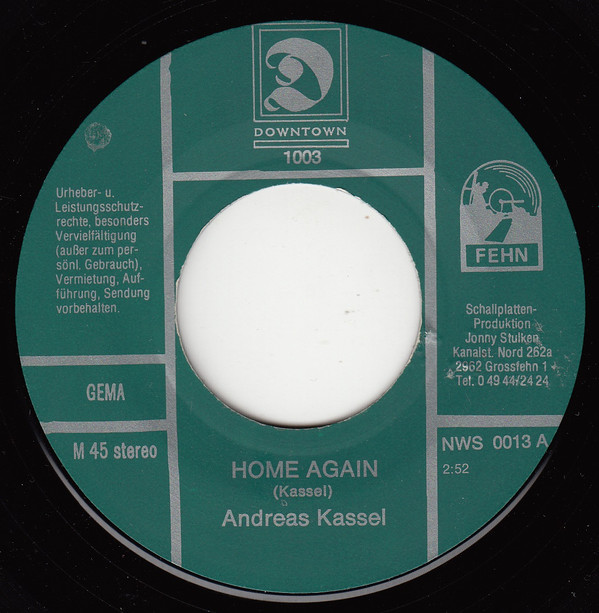 DOWNTOWN
1003
Urheber- u.
Leistungsschutz-
rechte, besonders
Vervielfältigung
(außer zum per-
sönl. Gebrauch),
Vermietung, Auf-
führung, Sendung
vorbehalten.
FEHN
Schallplatten-
Produktion
Jonny Stulken
Kanalst. Nord 262a
2962 Grossfehn 1
Tel. 0 49 44/24 24
GEMA
M 45 stereo
NWS 0013 A
2:52
HOME AGAIN
(Kassel)
Andreas Kassel